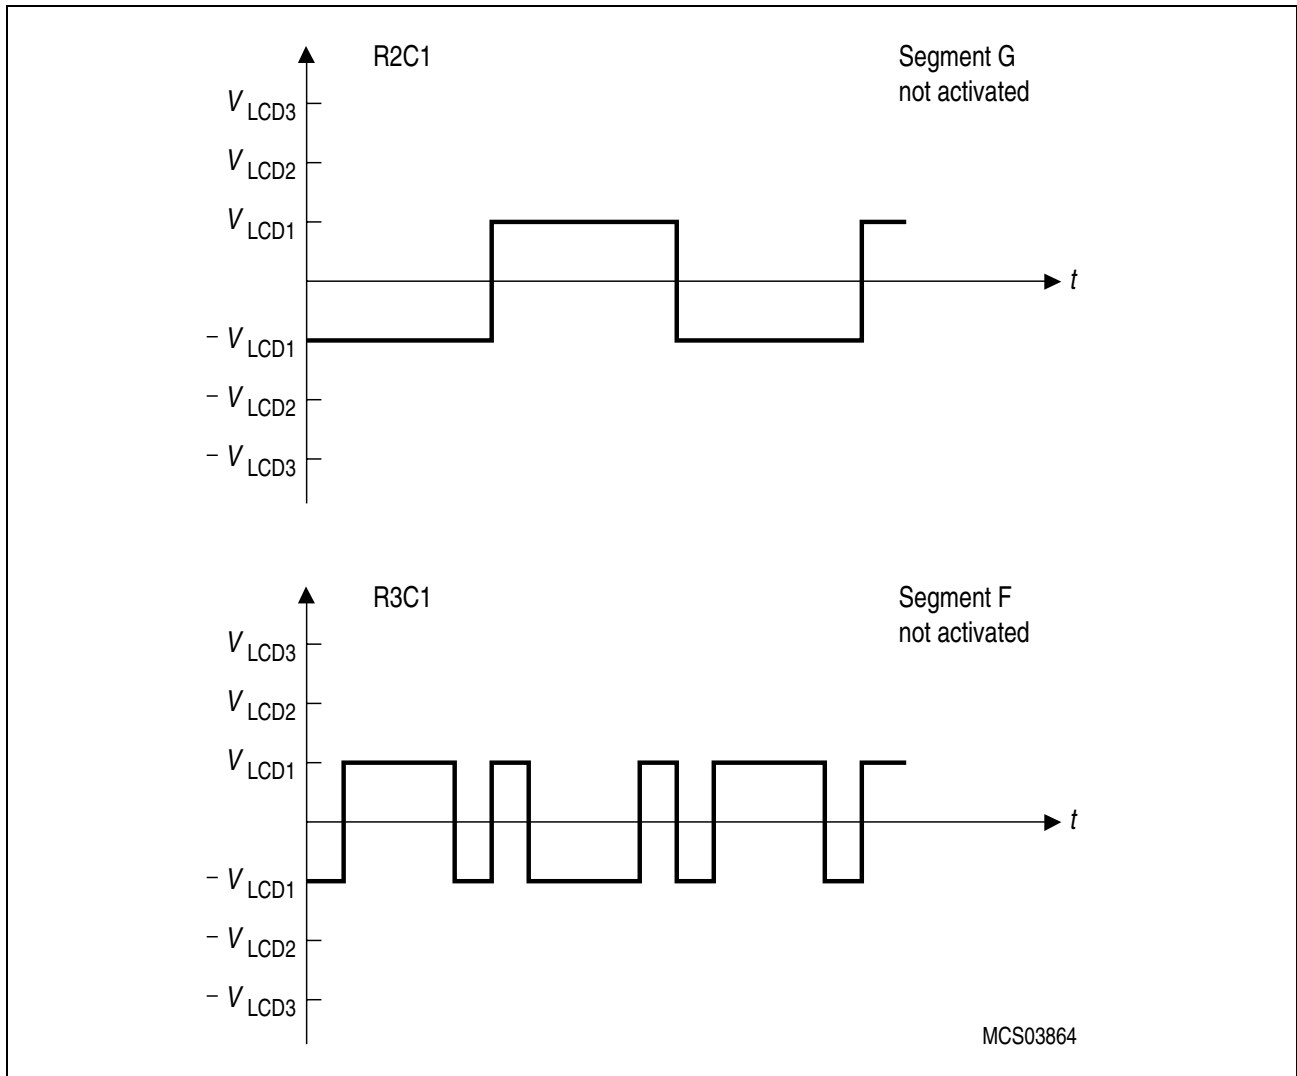 R2C1
Segment G
not activated
V LCD3
V LCD2
V LCD1
t
– V LCD1
– V LCD2
– V LCD3
R3C1
Segment F
not activated
V LCD3
V LCD2
V LCD1
t
– V LCD1
– V LCD2
– V LCD3
MCS03864